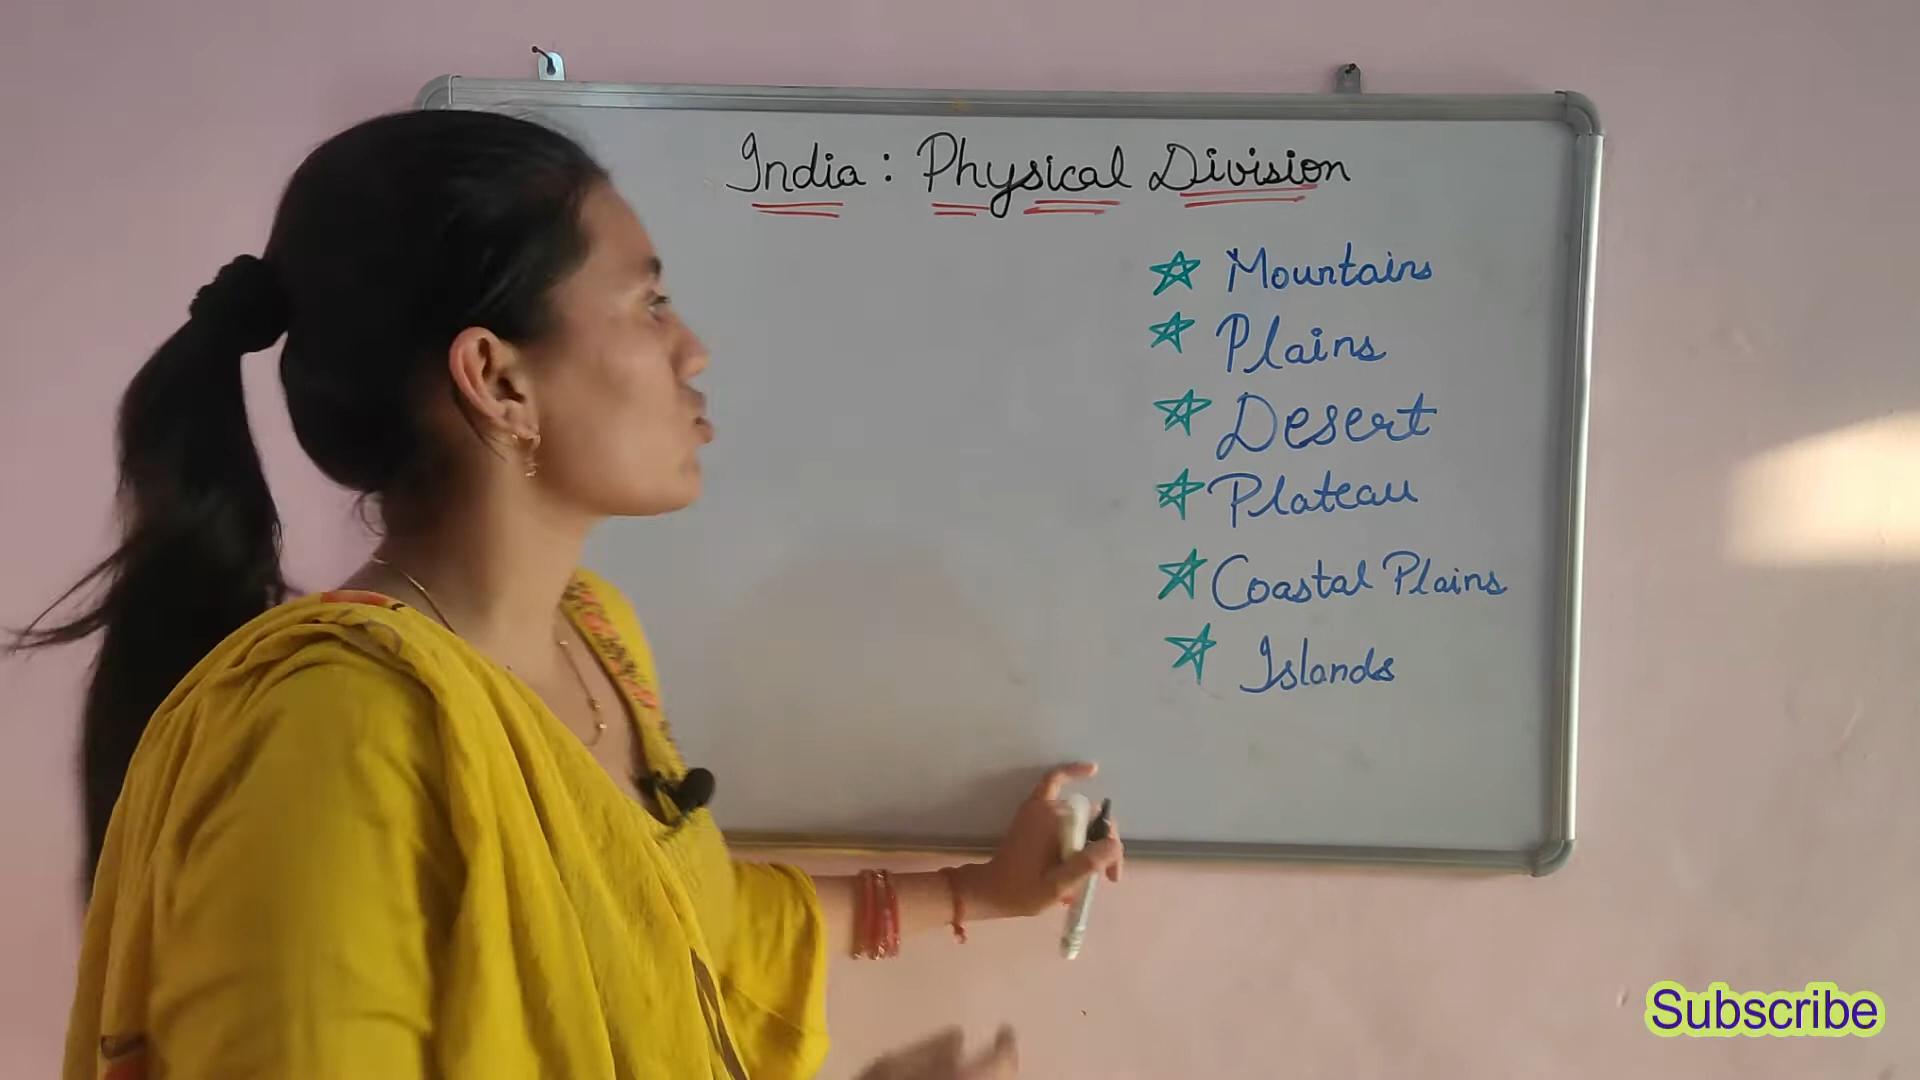 India : Physical Division
Mountains
Plains
Desert
Plateau
Coastal Plains
Islands
Subscribe